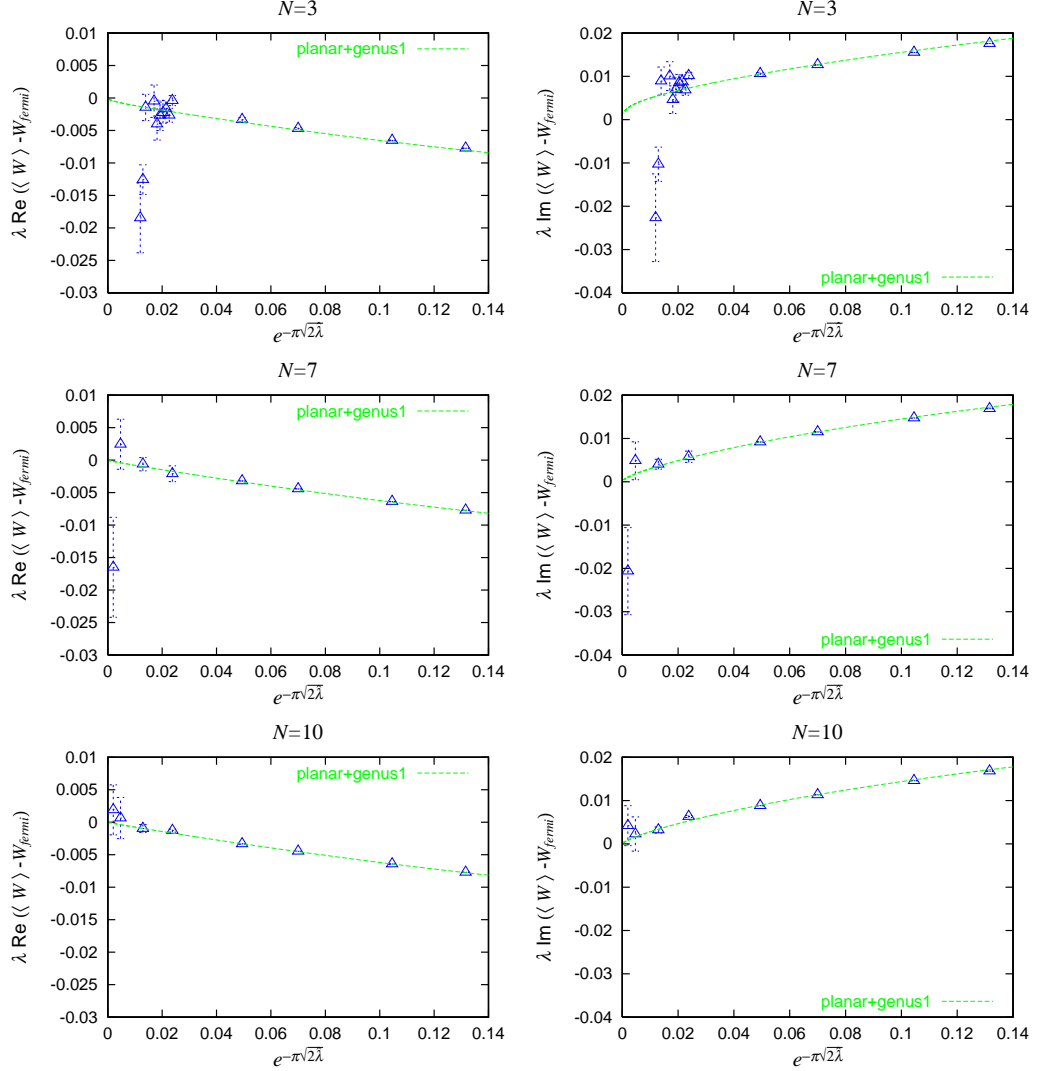 N=3
0.01
0.005
0
-0.005
-0.01
-0.015
-0.02
-0.025
-0.03
λ Re (⟨ W ⟩ -W_fermi)
planar+genus1
0 0.02 0.04 0.06 0.08 0.1 0.12 0.14
e^{-π√2λ̂}
N=3
0.02
0.01
0
-0.01
-0.02
-0.03
-0.04
λ Im (⟨ W ⟩ -W_fermi)
planar+genus1
0 0.02 0.04 0.06 0.08 0.1 0.12 0.14
e^{-π√2λ̂}
N=7
0.01
0.005
0
-0.005
-0.01
-0.015
-0.02
-0.025
-0.03
λ Re (⟨ W ⟩ -W_fermi)
planar+genus1
0 0.02 0.04 0.06 0.08 0.1 0.12 0.14
e^{-π√2λ̂}
N=7
0.02
0.01
0
-0.01
-0.02
-0.03
-0.04
λ Im (⟨ W ⟩ -W_fermi)
planar+genus1
0 0.02 0.04 0.06 0.08 0.1 0.12 0.14
e^{-π√2λ̂}
N=10
0.01
0.005
0
-0.005
-0.01
-0.015
-0.02
-0.025
-0.03
λ Re (⟨ W ⟩ -W_fermi)
planar+genus1
0 0.02 0.04 0.06 0.08 0.1 0.12 0.14
e^{-π√2λ̂}
N=10
0.02
0.01
0
-0.01
-0.02
-0.03
-0.04
λ Im (⟨ W ⟩ -W_fermi)
planar+genus1
0 0.02 0.04 0.06 0.08 0.1 0.12 0.14
e^{-π√2λ̂}